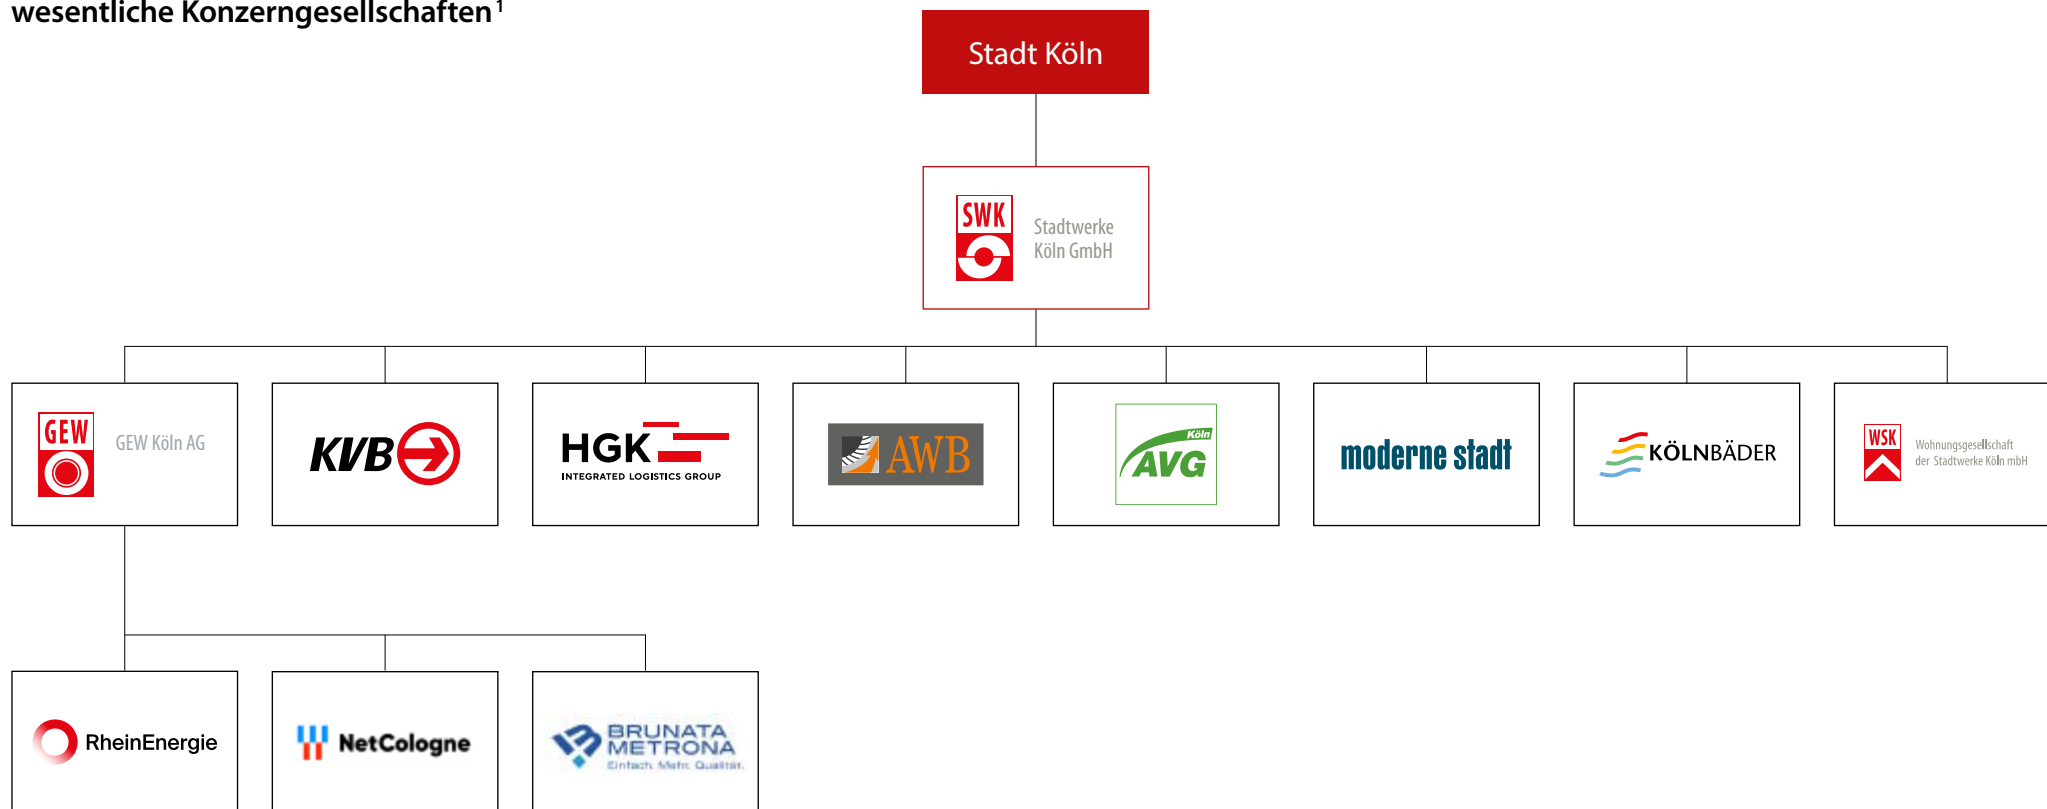 wesentliche Konzerngesellschaften¹
Stadt Köln
SWK
Stadtwerke
Köln GmbH
GEW
GEW Köln AG
KVB
HGK
INTEGRATED LOGISTICS GROUP
AWB
Köln
AVG
moderne stadt
KÖLNBÄDER
WSK
Wohnungsgesellschaft
der Stadtwerke Köln mbH
RheinEnergie
NetCologne
BRUNATA
METRONA
Einfach. Mehr. Qualität.